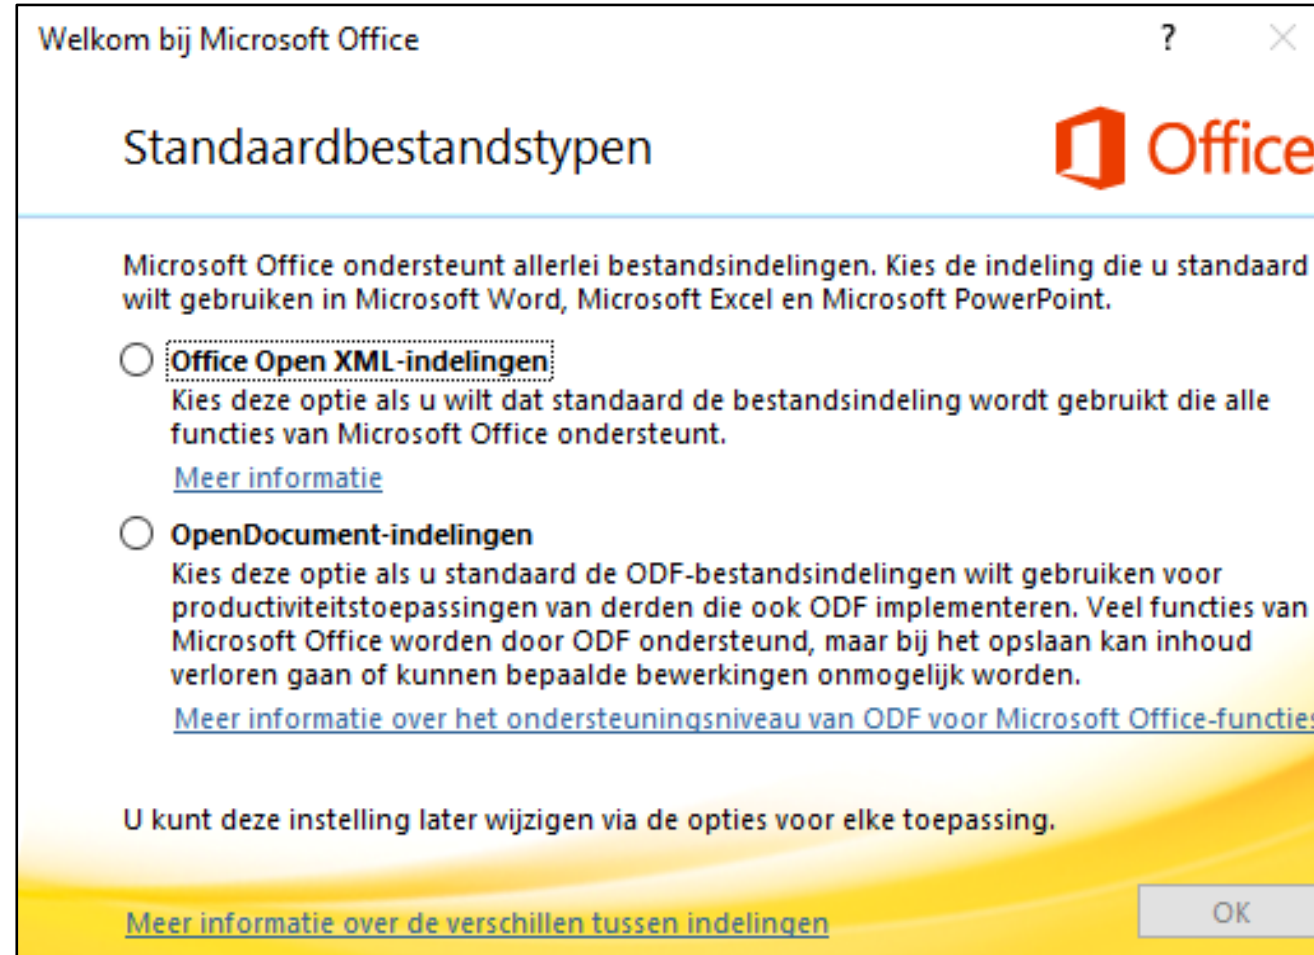 Welkom bij Microsoft Office ?
Standaardbestandstypen
Office
Microsoft Office ondersteunt allerlei bestandsindelingen. Kies de indeling die u standaard
wilt gebruiken in Microsoft Word, Microsoft Excel en Microsoft PowerPoint.
Office Open XML-indelingen
Kies deze optie als u wilt dat standaard de bestandsindeling wordt gebruikt die alle
functies van Microsoft Office ondersteunt.
Meer informatie
OpenDocument-indelingen
Kies deze optie als u standaard de ODF-bestandsindelingen wilt gebruiken voor
productiviteitstoepassingen van derden die ook ODF implementeren. Veel functies van
Microsoft Office worden door ODF ondersteund, maar bij het opslaan kan inhoud
verloren gaan of kunnen bepaalde bewerkingen onmogelijk worden.
Meer informatie over het ondersteuningsniveau van ODF voor Microsoft Office-functies
U kunt deze instelling later wijzigen via de opties voor elke toepassing.
Meer informatie over de verschillen tussen indelingen
OK